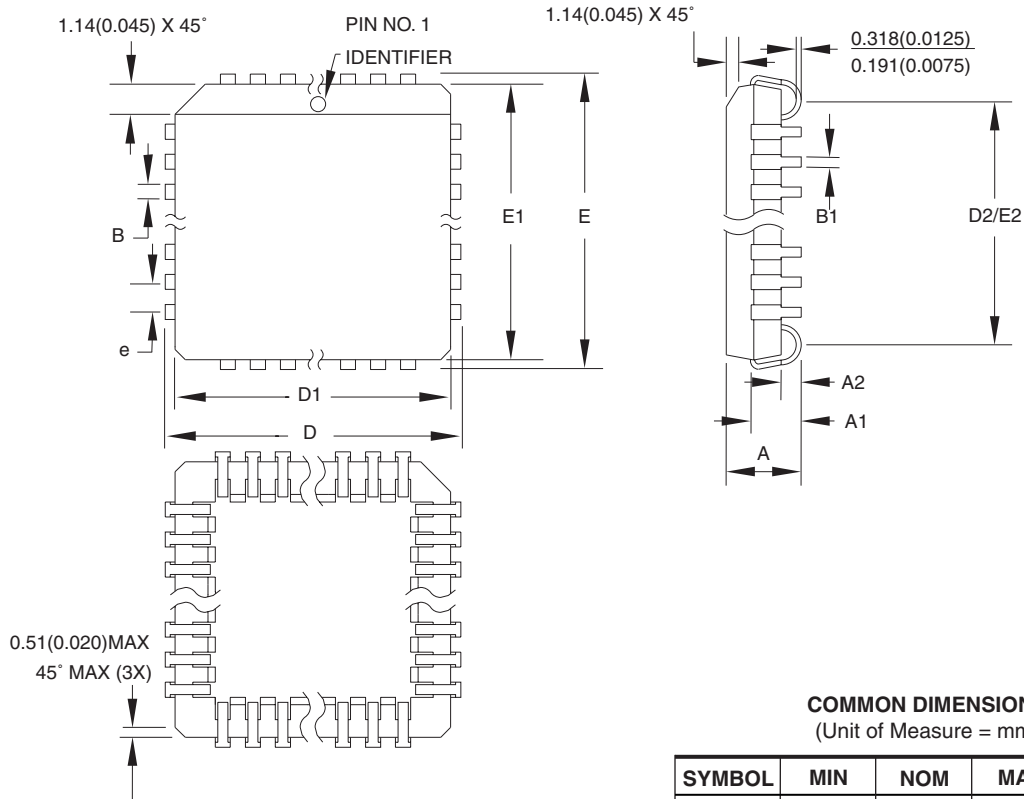 1.14(0.045) X 45˚
PIN NO. 1
IDENTIFIER
1.14(0.045) X 45˚
0.318(0.0125)
0.191(0.0075)
E1
E
B
e
B1
D2/E2
D1
D
A2
A1
A
0.51(0.020)MAX
45˚ MAX (3X)
COMMON DIMENSION
(Unit of Measure = mm
SYMBOL MIN NOM MA